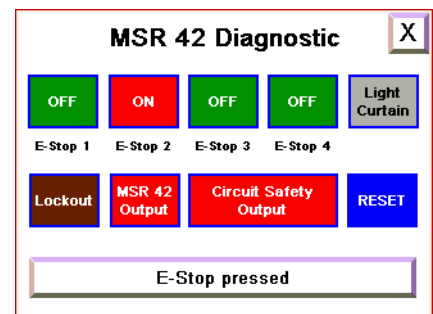 MSR 42 Diagnostic
X
OFF
ON
OFF
OFF
Light
Curtain
E-Stop 1
E-Stop 2
E-Stop 3
E-Stop 4
Lockout
MSR 42
Output
Circuit Safety
Output
RESET
E-Stop pressed